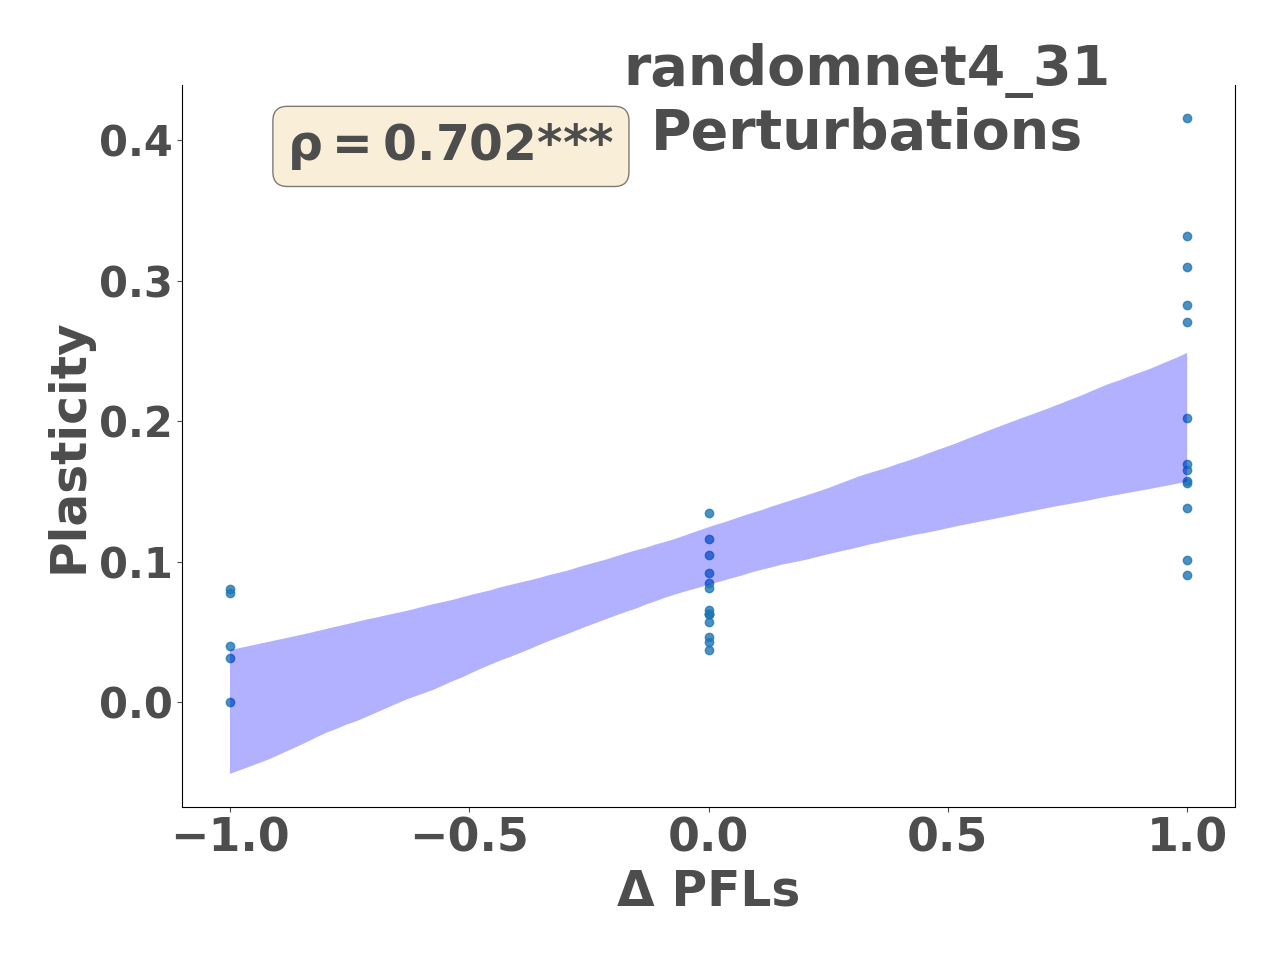 randomnet4_31
Perturbations
ρ = 0.702***
0.4
0.3
0.2
0.1
0.0
Plasticity
−1.0
−0.5
0.0
0.5
1.0
Δ PFLs